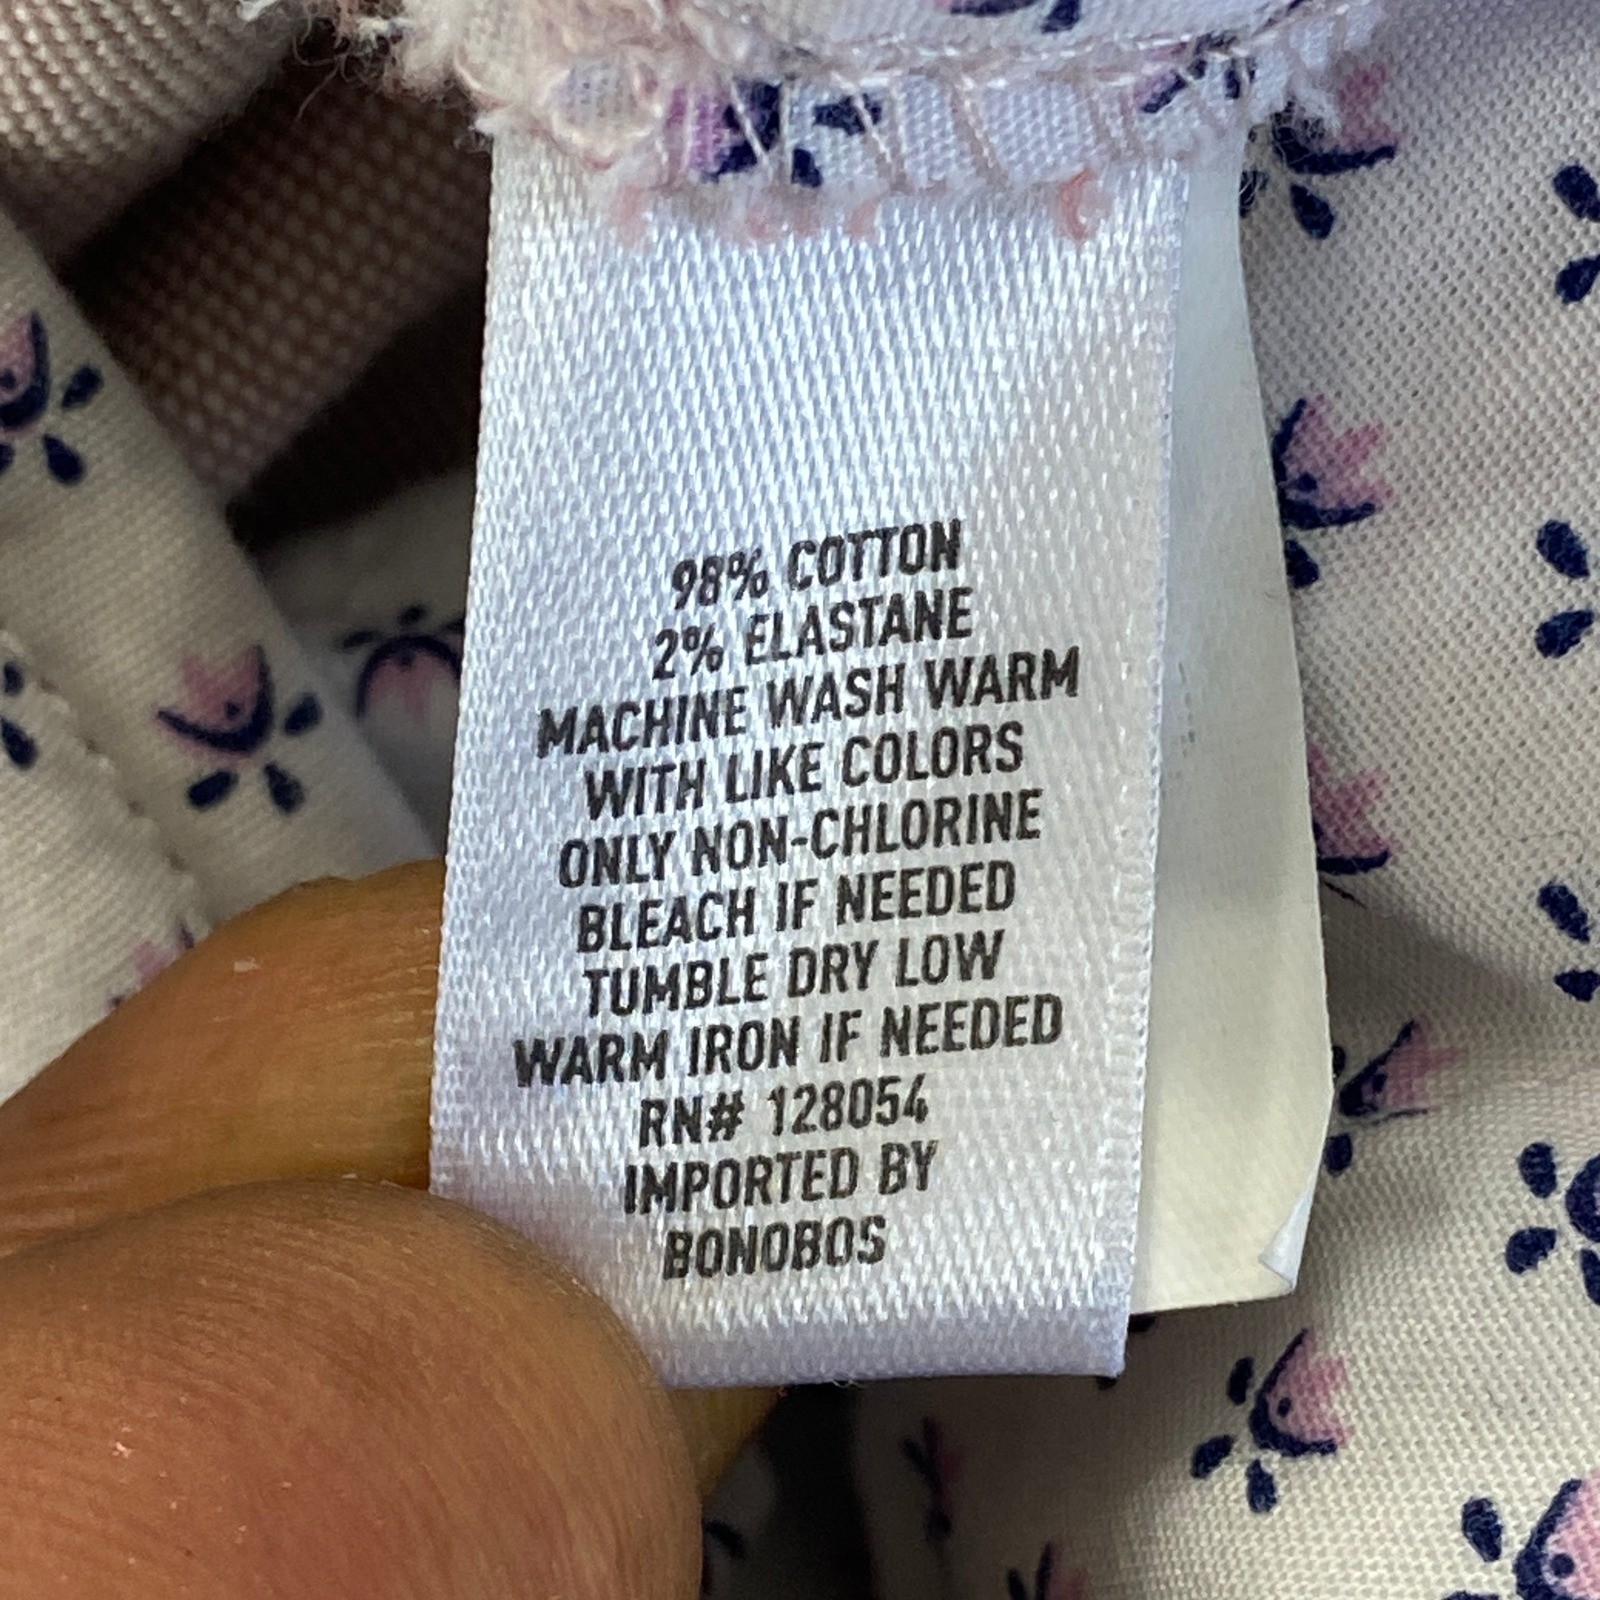 98% COTTON
2% ELASTANE
MACHINE WASH WARM
WITH LIKE COLORS
ONLY NON-CHLORINE
BLEACH IF NEEDED
TUMBLE DRY LOW
WARM IRON IF NEEDED
RN# 128054
IMPORTED BY
BONOBOS